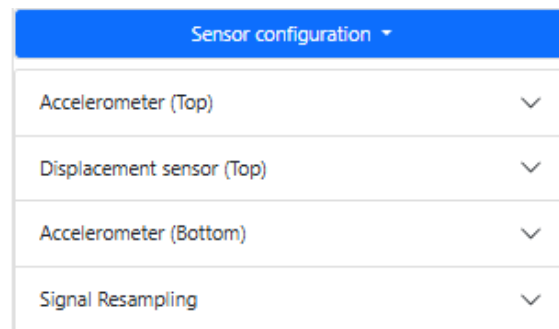 Sensor configuration
Accelerometer (Top)
Displacement sensor (Top)
Accelerometer (Bottom)
Signal Resampling